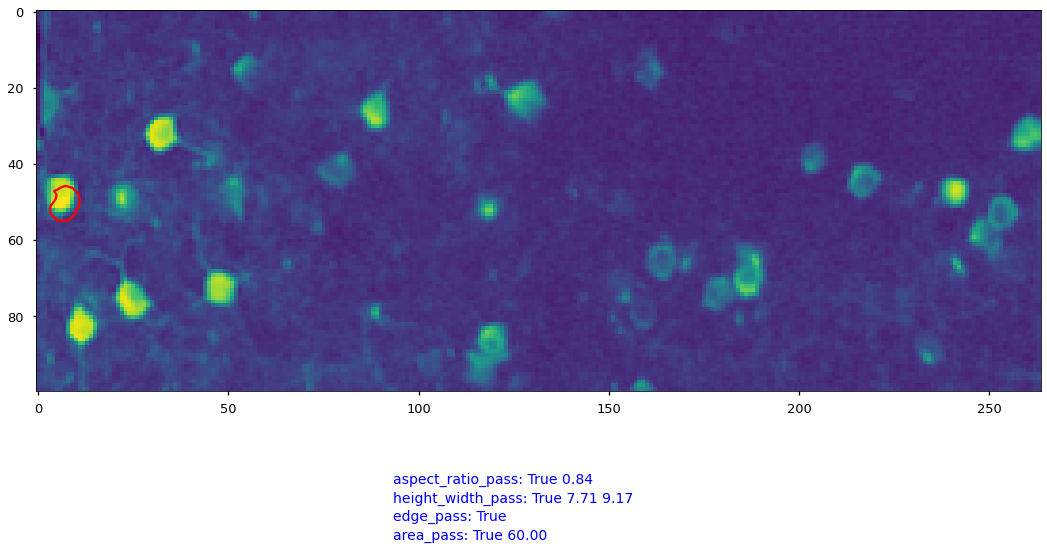 0
20
40
60
80
0 50 100 150 200 250
aspect_ratio_pass: True 0.84
height_width_pass: True 7.71 9.17
edge_pass: True
area_pass: True 60.00